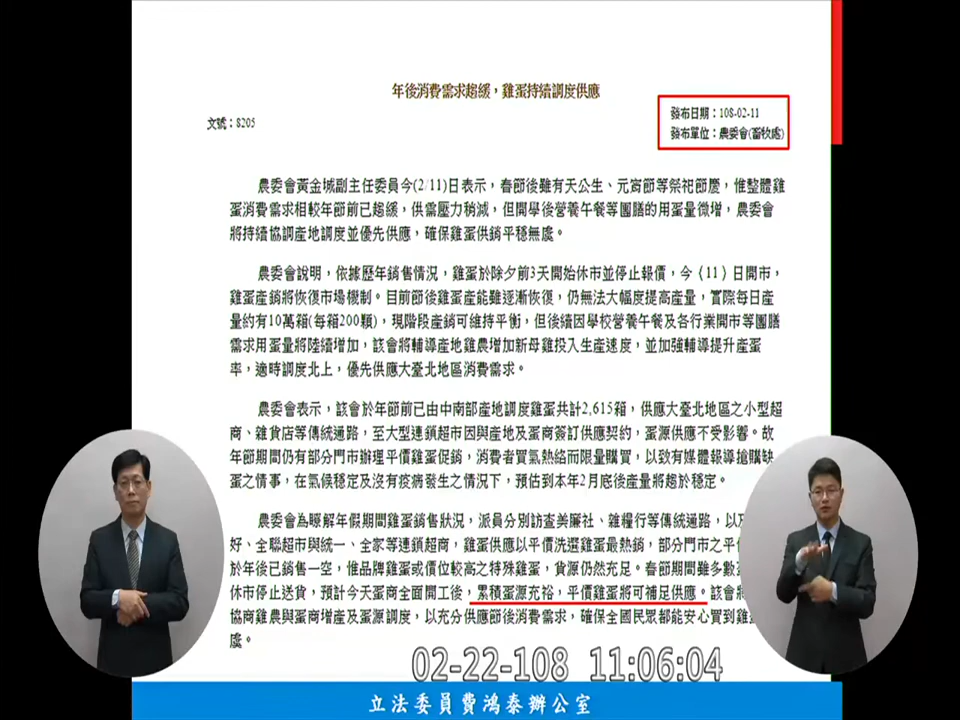 年後消費需求趨緩，雞蛋持續調度供應
文號：8205
發布日期：108-02-11
發布單位：農委會(畜牧處)
農委會黃金城副主任委員今(2/11)日表示，春節後雖有天公生、元宵節等祭祀節慶，惟整體雞
蛋消費需求相較年節前已趨緩，供需壓力稍減，但開學後營養午餐等團膳的用蛋量微增，農委會
將持續協調產地調度並優先供應，確保雞蛋供銷平穩無虞。
農委會說明，依據歷年銷售情況，雞蛋於除夕前3天開始休市並停止報價，今（11）日開市，
雞蛋產銷將恢復市場機制。目前節後雞蛋產能雖逐漸恢復，仍無法大幅度提高產量，實際每日產
量約有10萬箱(每箱200顆)，現階段產銷可維持平衡，但後續因學校營養午餐及各行業開市等團膳
需求用蛋量將陸續增加，該會將輔導產地雞農增加新母雞投入生產速度，並加強輔導提升產蛋
率，適時調度北上，優先供應大臺北地區消費需求。
農委會表示，該會於年節前已由中南部產地調度雞蛋共計2,615箱，供應大臺北地區之小型超
商、雜貨店等傳統通路，至大型連鎖超市因與產地及蛋商簽訂供應契約，蛋源供應不受影響。故
年節期間仍有部分門市辦理平價雞蛋促銷，消費者買氣熱絡而限量購買，以致有媒體報導搶購缺
蛋之情事，在氣候穩定及沒有疫病發生之情況下，預估到本年2月底後產量將趨於穩定。
農委會為瞭解年假期間雞蛋銷售狀況，派員分別訪查美廉社、雜糧行等傳統通路，以及
好、全聯超市與統一、全家等連鎖超商，雞蛋供應以平價洗選雞蛋最熱銷，部分門市之平價
於年後已銷售一空，惟品牌雞蛋或價位較高之特殊雞蛋，貨源仍然充足。春節期間雖多數
休市停止送貨，預計今天蛋商全面開工後，累積蛋源充裕，平價雞蛋將可補足供應。該會將
協商雞農與蛋商增產及蛋源調度，以充分供應節後消費需求，確保全國民眾都能安心買到雞蛋
虞。
02-22-108 11:06:04
立法委員費鴻泰辦公室